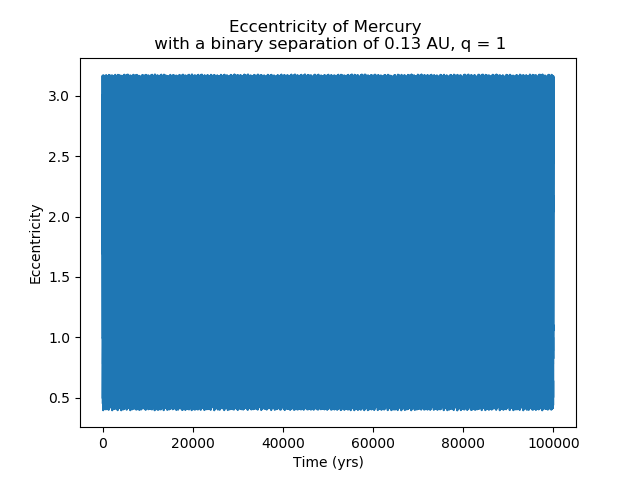 Eccentricity of Mercury
with a binary separation of 0.13 AU, q = 1
Eccentricity
3.0
2.5
2.0
1.5
1.0
0.5
0 20000 40000 60000 80000 100000
Time (yrs)